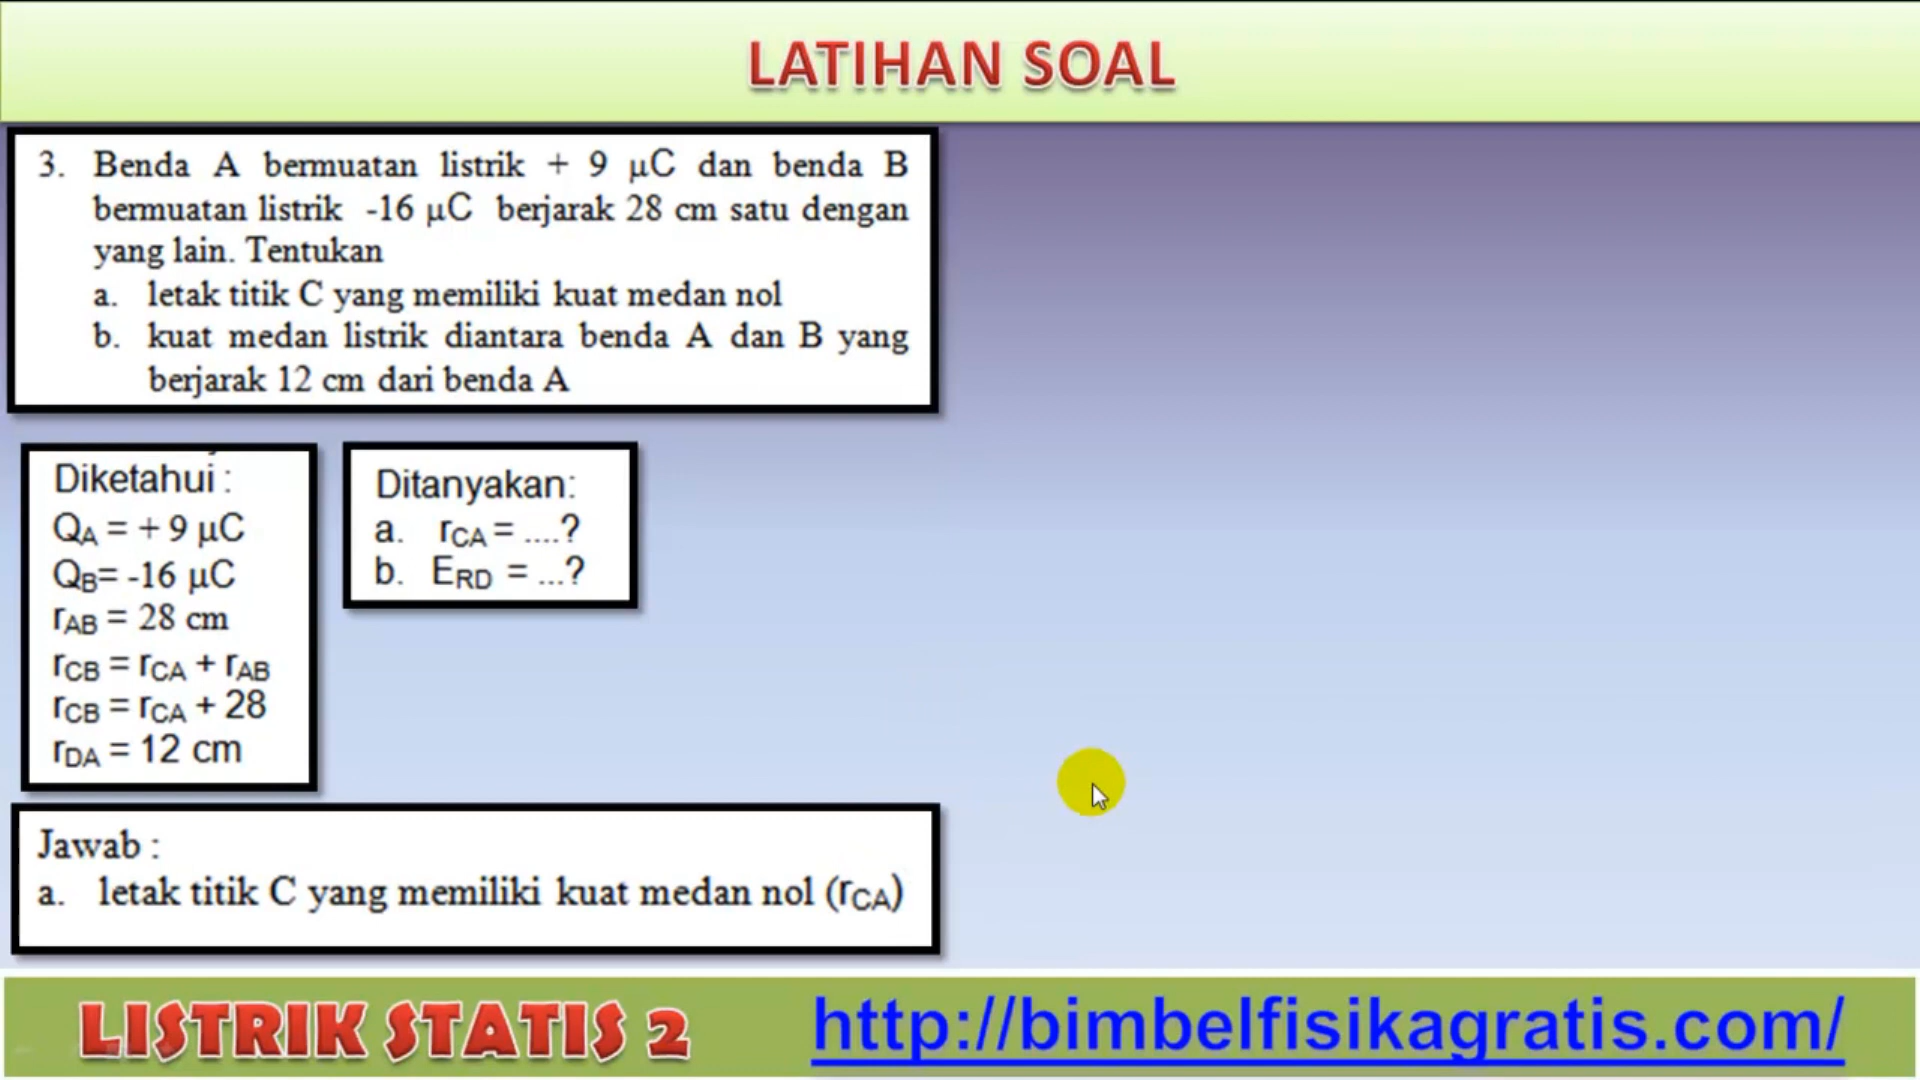 LATIHAN SOAL
3. Benda A bermuatan listrik + 9 µC dan benda B
bermuatan listrik -16 µC berjarak 28 cm satu dengan
yang lain. Tentukan
a. letak titik C yang memiliki kuat medan nol
b. kuat medan listrik diantara benda A dan B yang
berjarak 12 cm dari benda A
Diketahui :
QA = + 9 µC
QB= -16 µC
rAB = 28 cm
rCB = rCA + rAB
rCB = rCA + 28
rDA = 12 cm
Ditanyakan:
a. rCA = ....?
b. ERD = ...?
Jawab :
a. letak titik C yang memiliki kuat medan nol (rCA)
LISTRIK STATIS 2
http://bimbelfisikagratis.com/